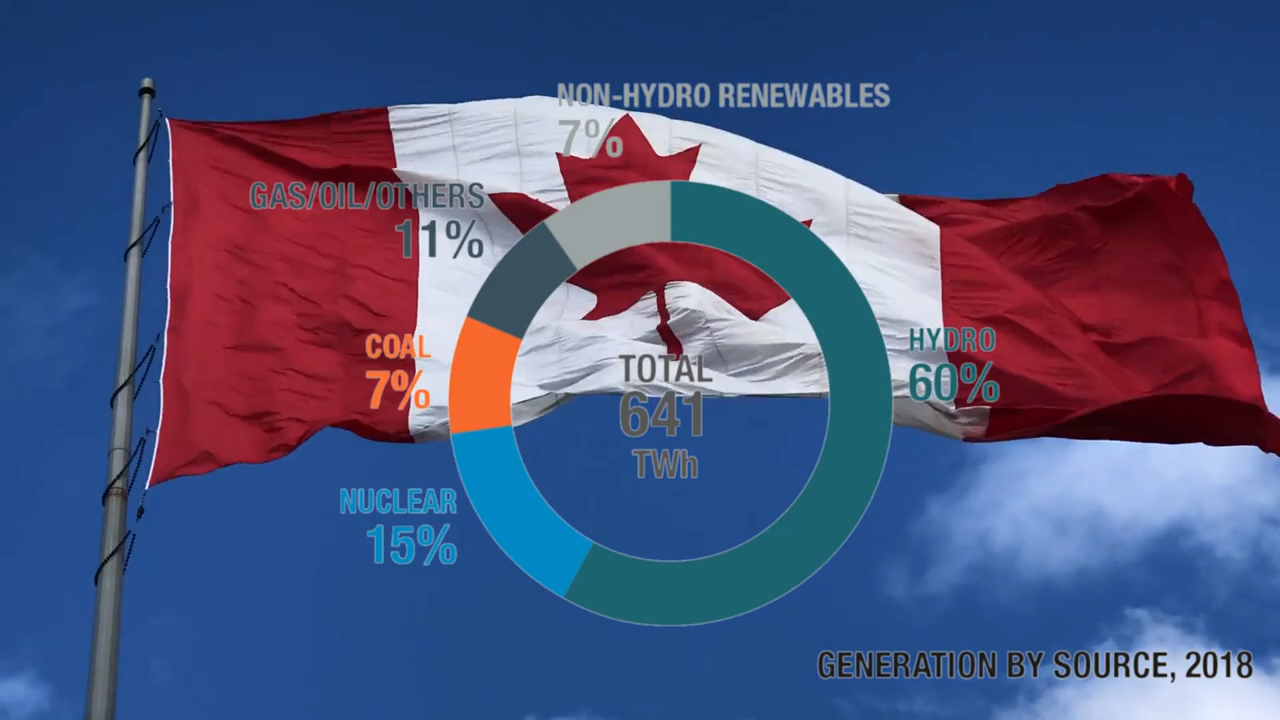 NON-HYDRO RENEWABLES
7%
GAS/OIL/OTHERS
11%
COAL
7%
NUCLEAR
15%
HYDRO
60%
TOTAL
641
TWh
GENERATION BY SOURCE, 2018